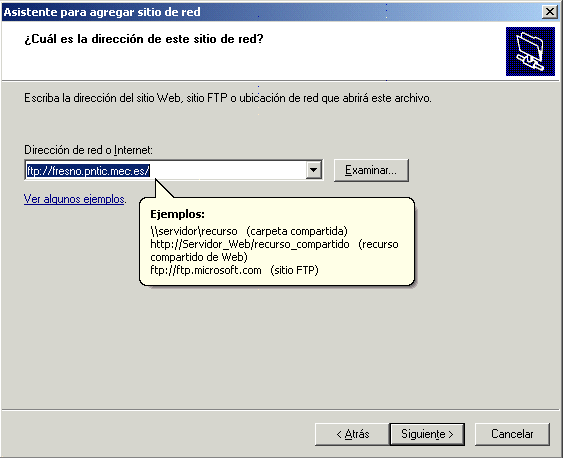 Asistente para agregar sitio de red
¿Cuál es la dirección de este sitio de red?
Escriba la dirección del sitio Web, sitio FTP o ubicación de red que abrirá este archivo.
Dirección de red o Internet:
ftp://fresno.pntic.mec.es/
Examinar...
Ver algunos ejemplos.
Ejemplos:
\\servidor\recurso (carpeta compartida)
http://Servidor_Web/recurso_compartido (recurso
compartido de Web)
ftp://ftp.microsoft.com (sitio FTP)
< Atrás
Siguiente >
Cancelar